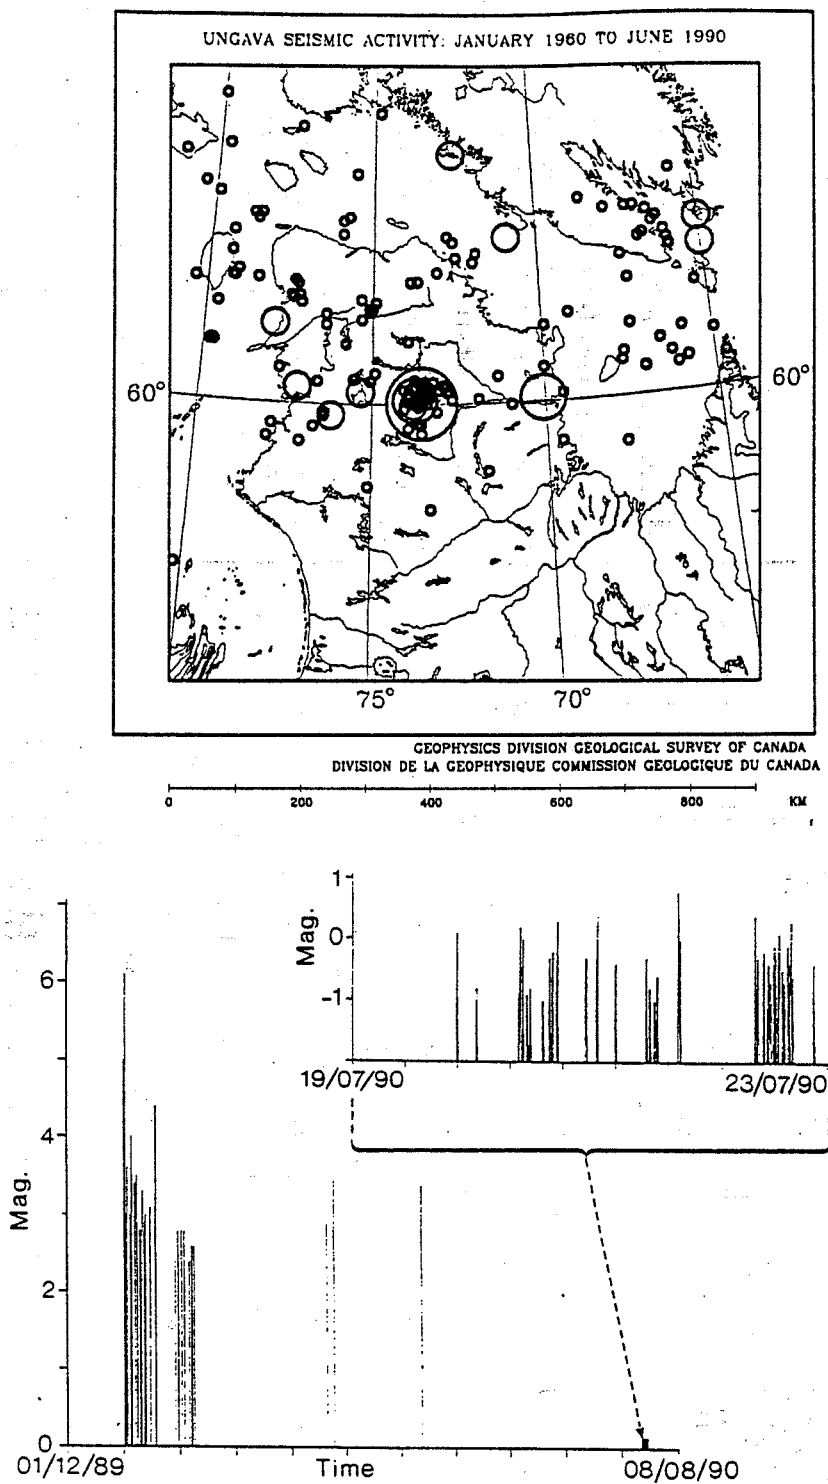 UNGAVA SEISMIC ACTIVITY: JANUARY 1960 TO JUNE 1990
60°
60°
75°
70°
GEOPHYSICS DIVISION GEOLOGICAL SURVEY OF CANADA
DIVISION DE LA GEOPHYSIQUE COMMISSION GEOLOGIQUE DU CANADA
0 200 400 600 800 KM
1
0
-1
Mag.
19/07/90
23/07/90
6
4
2
0
Mag.
01/12/89
Time
08/08/90